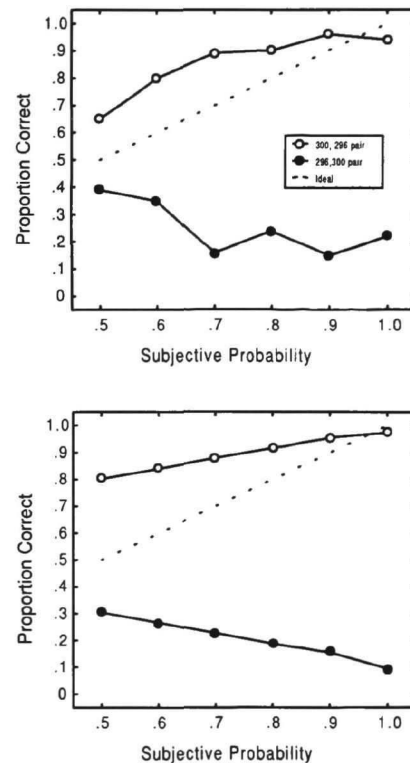 1.0
.9
.8
.7
.6
.5
.4
.3
.2
.1
0
Proportion Correct
300, 296 pair
296,300 pair
Ideal
.5 .6 .7 .8 .9 1.0
Subjective Probability
1.0
.9
.8
.7
.6
.5
.4
.3
.2
.1
0
Proportion Correct
.5 .6 .7 .8 .9 1.0
Subjective Probability